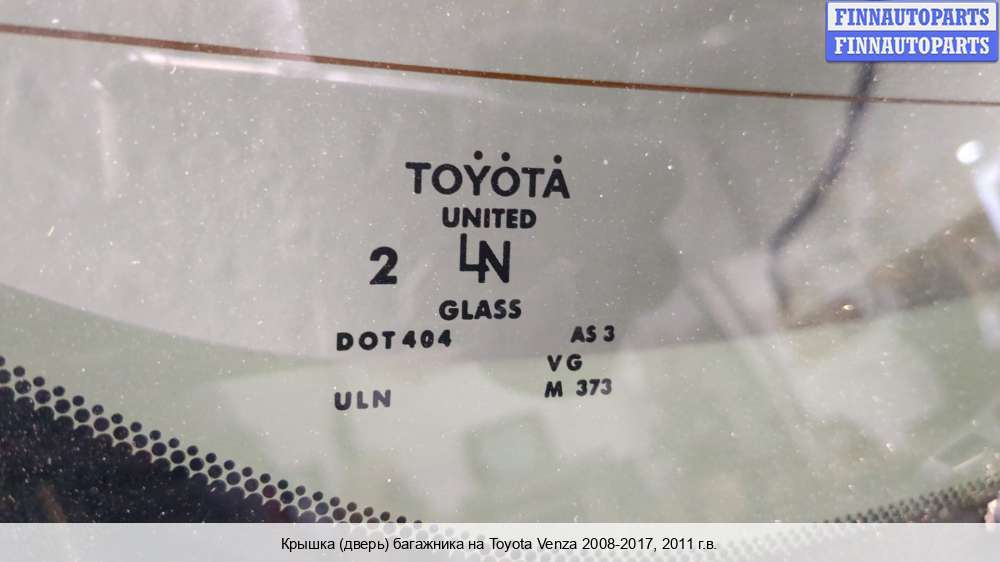 FINNAUTOPARTS
FINNAUTOPARTS
TOYOTA
UNITED
2 LN
GLASS
DOT 404 AS 3
VG
ULN M 373
Крышка (дверь) багажника на Toyota Venza 2008-2017, 2011 г.в.